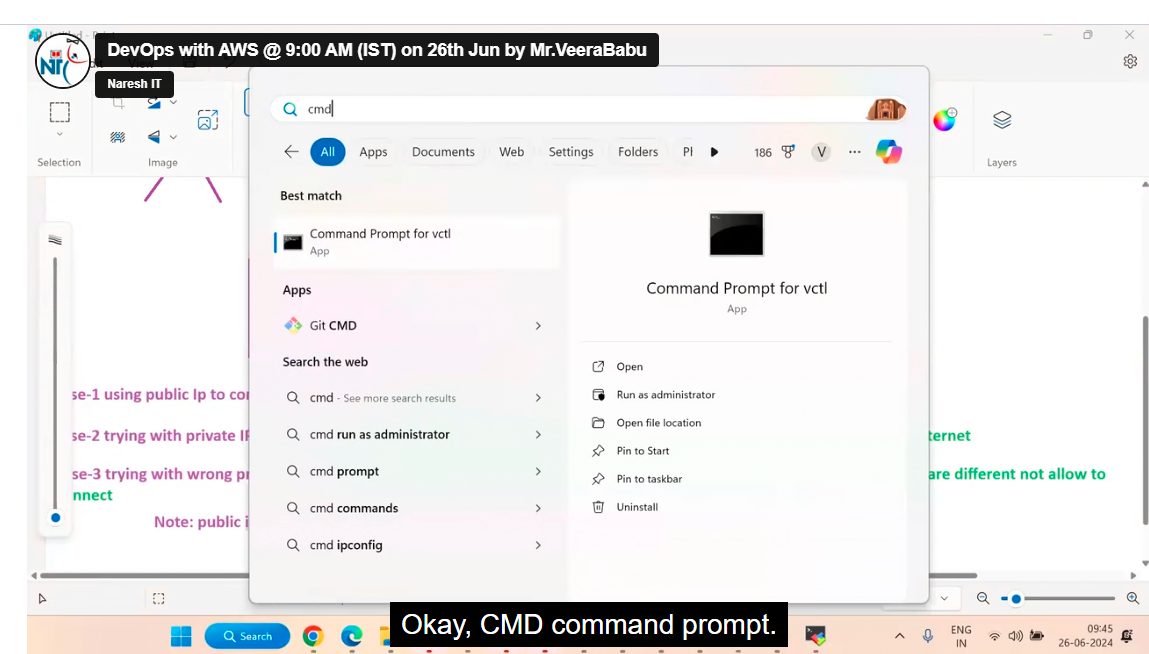 DevOps with AWS @ 9:00 AM (IST) on 26th Jun by Mr.VeeraBabu
Naresh IT
cmd
All
Apps
Documents
Web
Settings
Folders
186
V
Selection
Image
Layers
Best match
Command Prompt for vctl
App
Apps
Git CMD
Search the web
cmd - See more search results
cmd run as administrator
cmd prompt
cmd commands
cmd ipconfig
Command Prompt for vctl
App
Open
Run as administrator
Open file location
Pin to Start
Pin to taskbar
Uninstall
se-1 using public Ip to
se-2 trying with private
ternet
se-3 trying with wrong
are different not allow to
nnect
Note: public
Okay, CMD command prompt.
Search
ENG
IN
09:45
26-06-2024